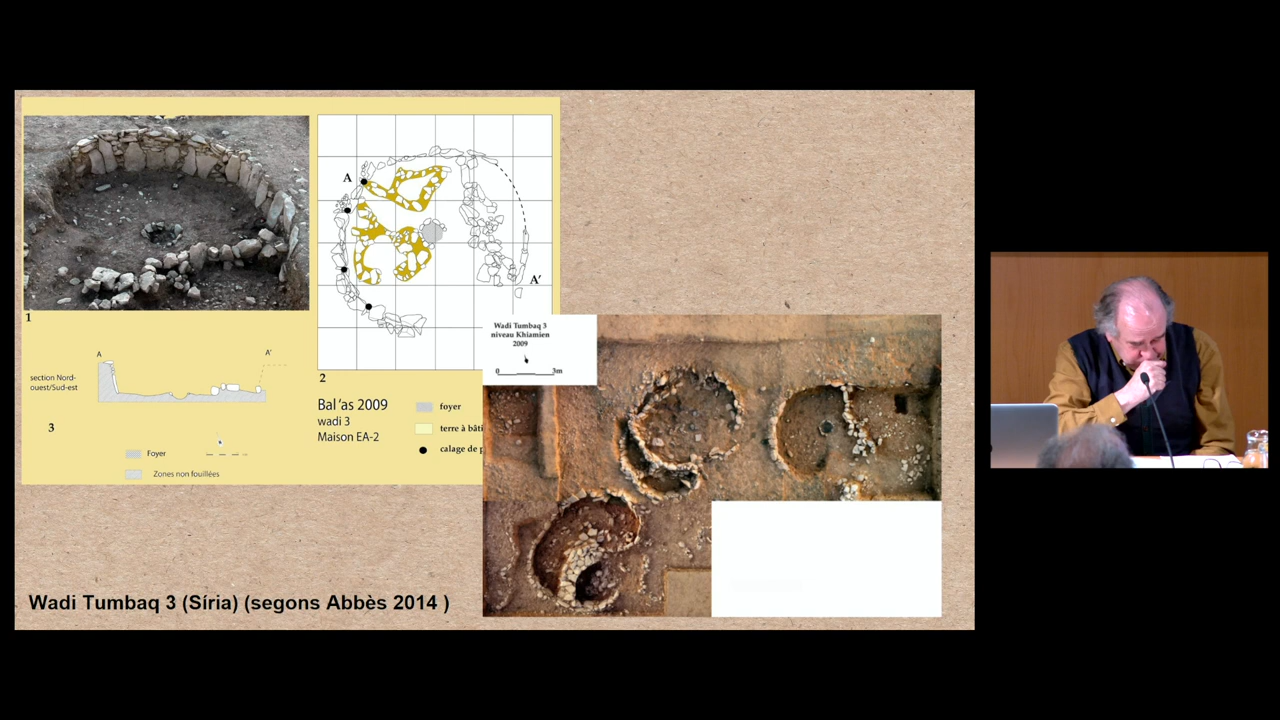 A
A'
1
2
A
A'
section Nord-
ouest/Sud-est
3
Foyer
Zones non fouillées
Bal'as 2009
wadi 3
Maison EA-2
foyer
terre à bâti
calage de p
Wadi Tumbaq 3
niveau Khiamien
2009
0
3m
Wadi Tumbaq 3 (Síria) (segons Abbès 2014 )